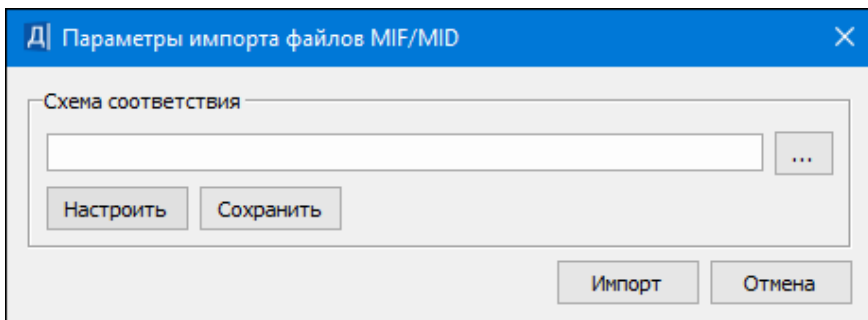 Д Параметры импорта файлов MIF/MID
Схема соответствия
...
Настроить Сохранить
Импорт Отмена